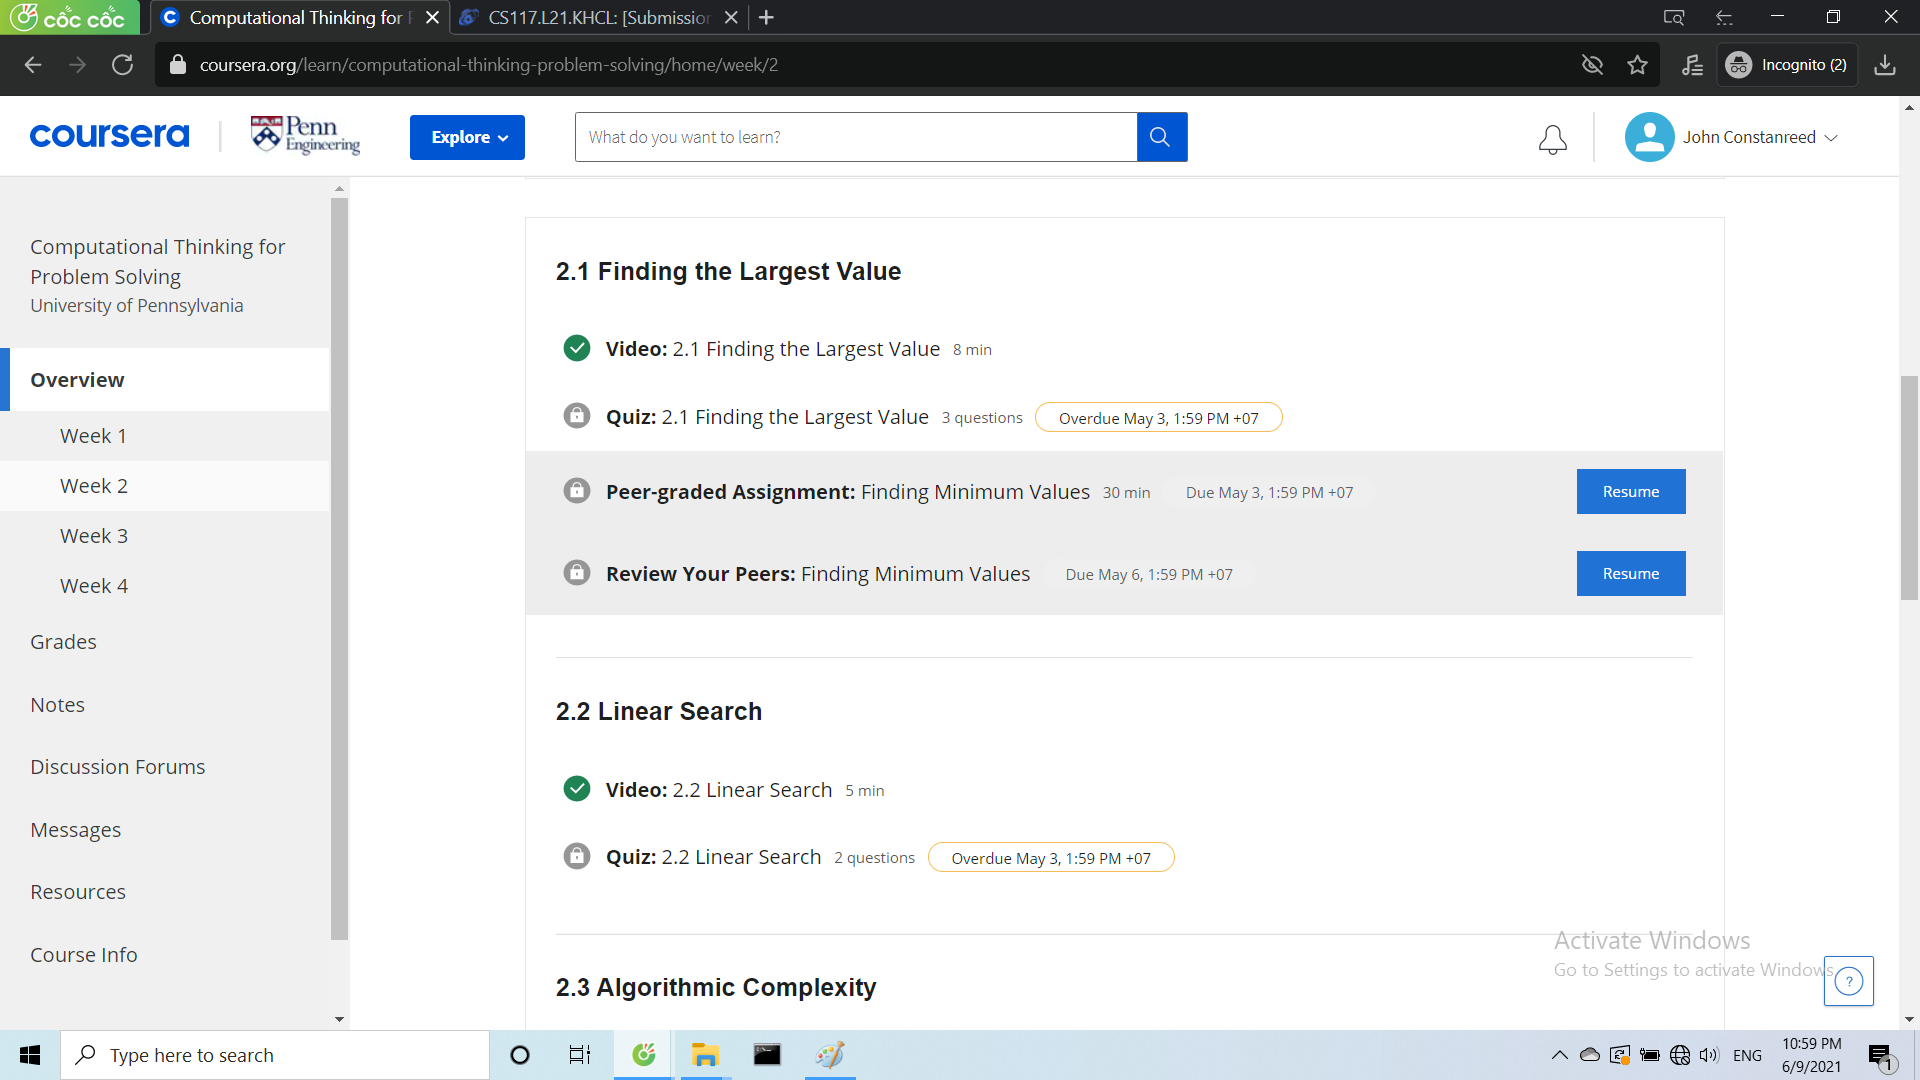 cốc cốc
Computational Thinking for
CS117.L21.KHCL: [Submission
coursera.org/learn/computational-thinking-problem-solving/home/week/2
Incognito (2)
coursera
Penn
Engineering
Explore
What do you want to learn?
John Constanreed
Computational Thinking for
Problem Solving
University of Pennsylvania
Overview
Week 1
Week 2
Week 3
Week 4
Grades
Notes
Discussion Forums
Messages
Resources
Course Info
2.1 Finding the Largest Value
Video: 2.1 Finding the Largest Value 8 min
Quiz: 2.1 Finding the Largest Value 3 questions Overdue May 3, 1:59 PM +07
Peer-graded Assignment: Finding Minimum Values 30 min Due May 3, 1:59 PM +07 Resume
Review Your Peers: Finding Minimum Values Due May 6, 1:59 PM +07 Resume
2.2 Linear Search
Video: 2.2 Linear Search 5 min
Quiz: 2.2 Linear Search 2 questions Overdue May 3, 1:59 PM +07
2.3 Algorithmic Complexity
Activate Windows
Go to Settings to activate Windows.
?
Type here to search
ENG
10:59 PM
6/9/2021
1